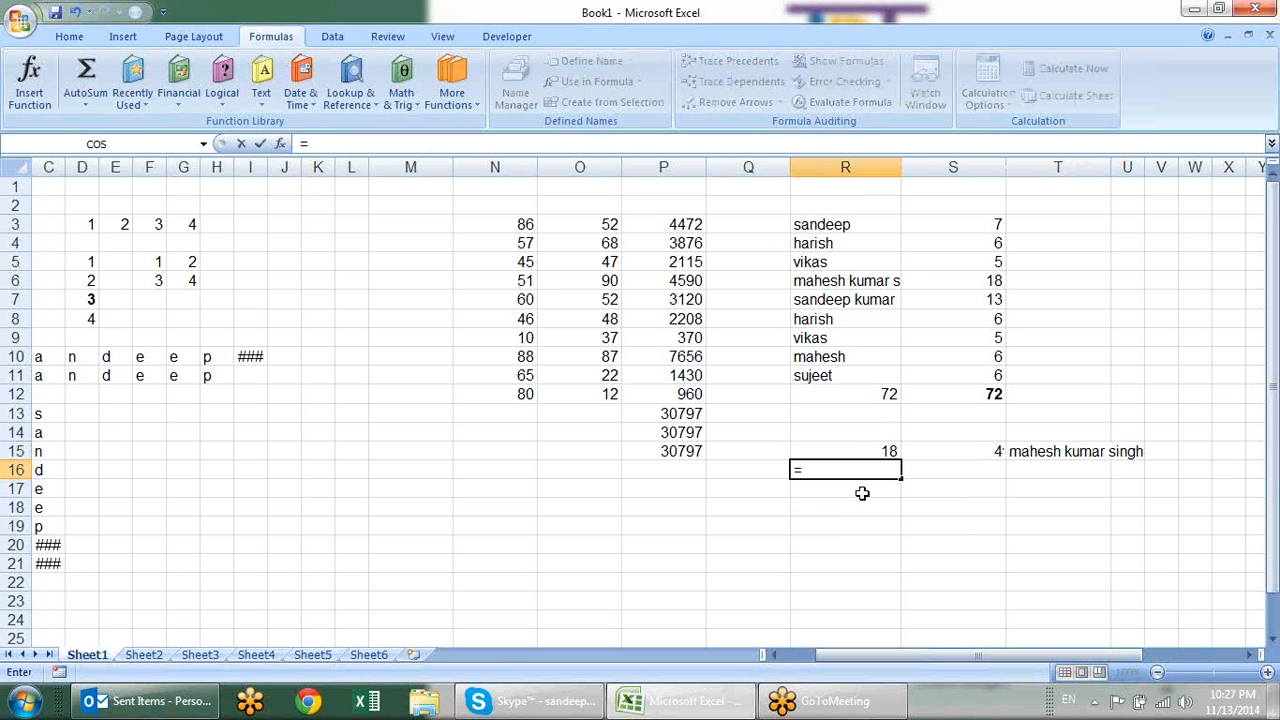 Book1 - Microsoft Excel
Home Insert Page Layout Formulas Data Review View Developer
fx Insert Function
Σ AutoSum
Recently Used
Financial
Logical
A Text
Date & Time
Lookup & Reference
θ Math & Trig
More Functions
Function Library
Name Manager
Define Name
Use in Formula
Create from Selection
Defined Names
Trace Precedents
Trace Dependents
Remove Arrows
Show Formulas
Error Checking
Evaluate Formula
Watch Window
Formula Auditing
Calculation Options
Calculate Now
Calculate Sheet
Calculation
COS fx =
C D E F G H I J K L M N O P Q R S T U V W X Y
1
2
3 1 2 3 4 86 52 4472 sandeep 7
4 57 68 3876 harish 6
5 1 1 2 45 47 2115 vikas 5
6 2 3 4 51 90 4590 mahesh kumar s 18
7 3 60 52 3120 sandeep kumar 13
8 4 46 48 2208 harish 6
9 10 37 370 vikas 5
10 a n d e e p ### 88 87 7656 mahesh 6
11 a n d e e p 65 22 1430 sujeet 6
12 80 12 960 72 72
13 s 30797
14 a 30797
15 n 30797 18 4 mahesh kumar singh
16 d =
17 e
18 e
19 p
20 ###
21 ###
22
23
24
25
Sheet1 Sheet2 Sheet3 Sheet4 Sheet5 Sheet6
Enter
Sent Items - Perso...
Skype™ - sandeep...
Microsoft Excel - ...
GoToMeeting
EN
10:27 PM
11/13/2014